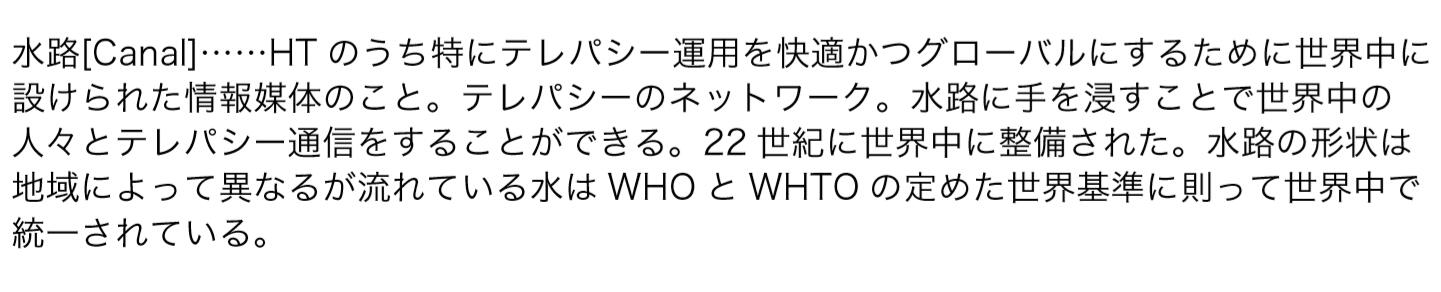 水路[Canal]……HT のうち特にテレパシー運用を快適かつグローバルにするために世界中に
設けられた情報媒体のこと。テレパシーのネットワーク。水路に手を浸すことで世界中の
人々とテレパシー通信をすることができる。22 世紀に世界中に整備された。水路の形状は
地域によって異なるが流れている水は WHO と WHTO の定めた世界基準に則って世界中で
統一されている。